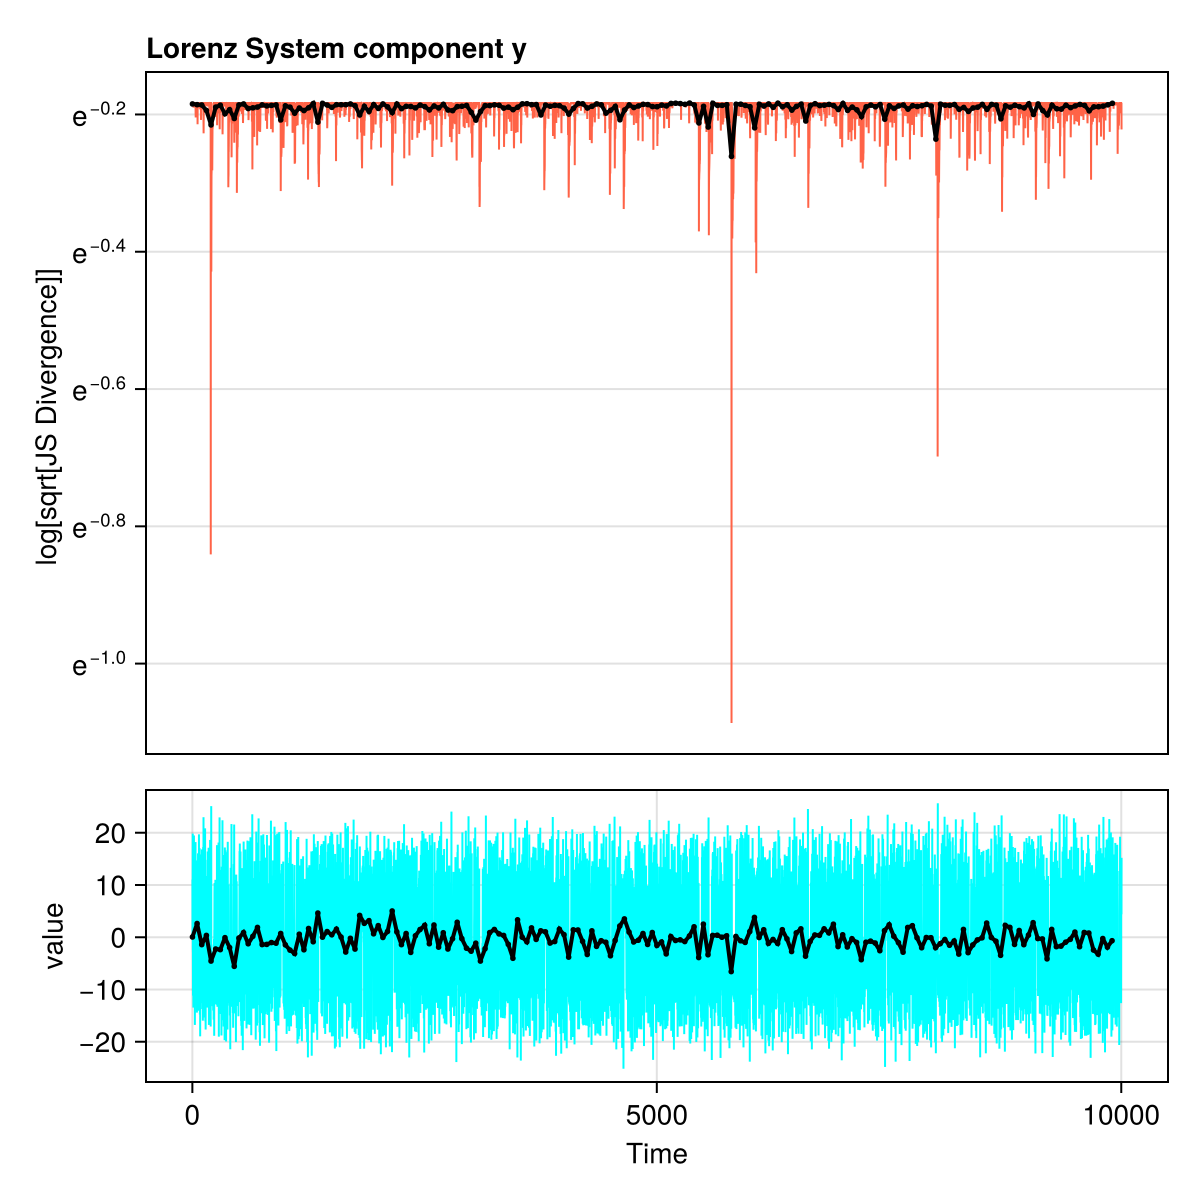 Lorenz System component y
log[sqrt[JS Divergence]]
e^−0.2
e^−0.4
e^−0.6
e^−0.8
e^−1.0
value
20
10
0
−10
−20
0 5000 10000
Time